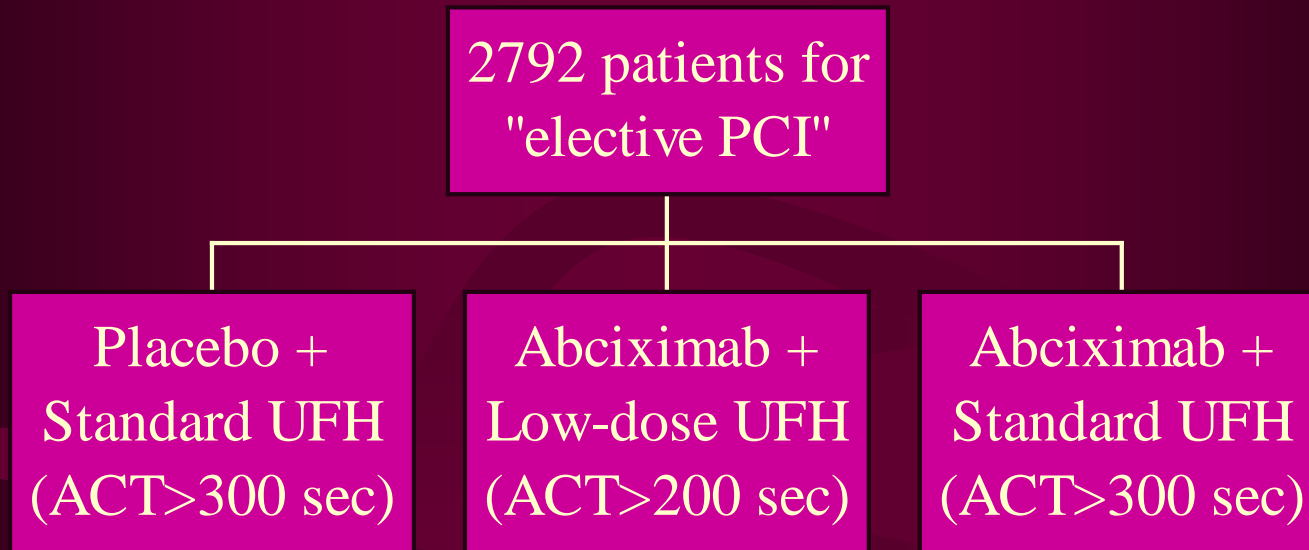 2792 patients for
"elective PCI"
Placebo +
Standard UFH
(ACT>300 sec)
Abciximab +
Low-dose UFH
(ACT>200 sec)
Abciximab +
Standard UFH
(ACT>300 sec)